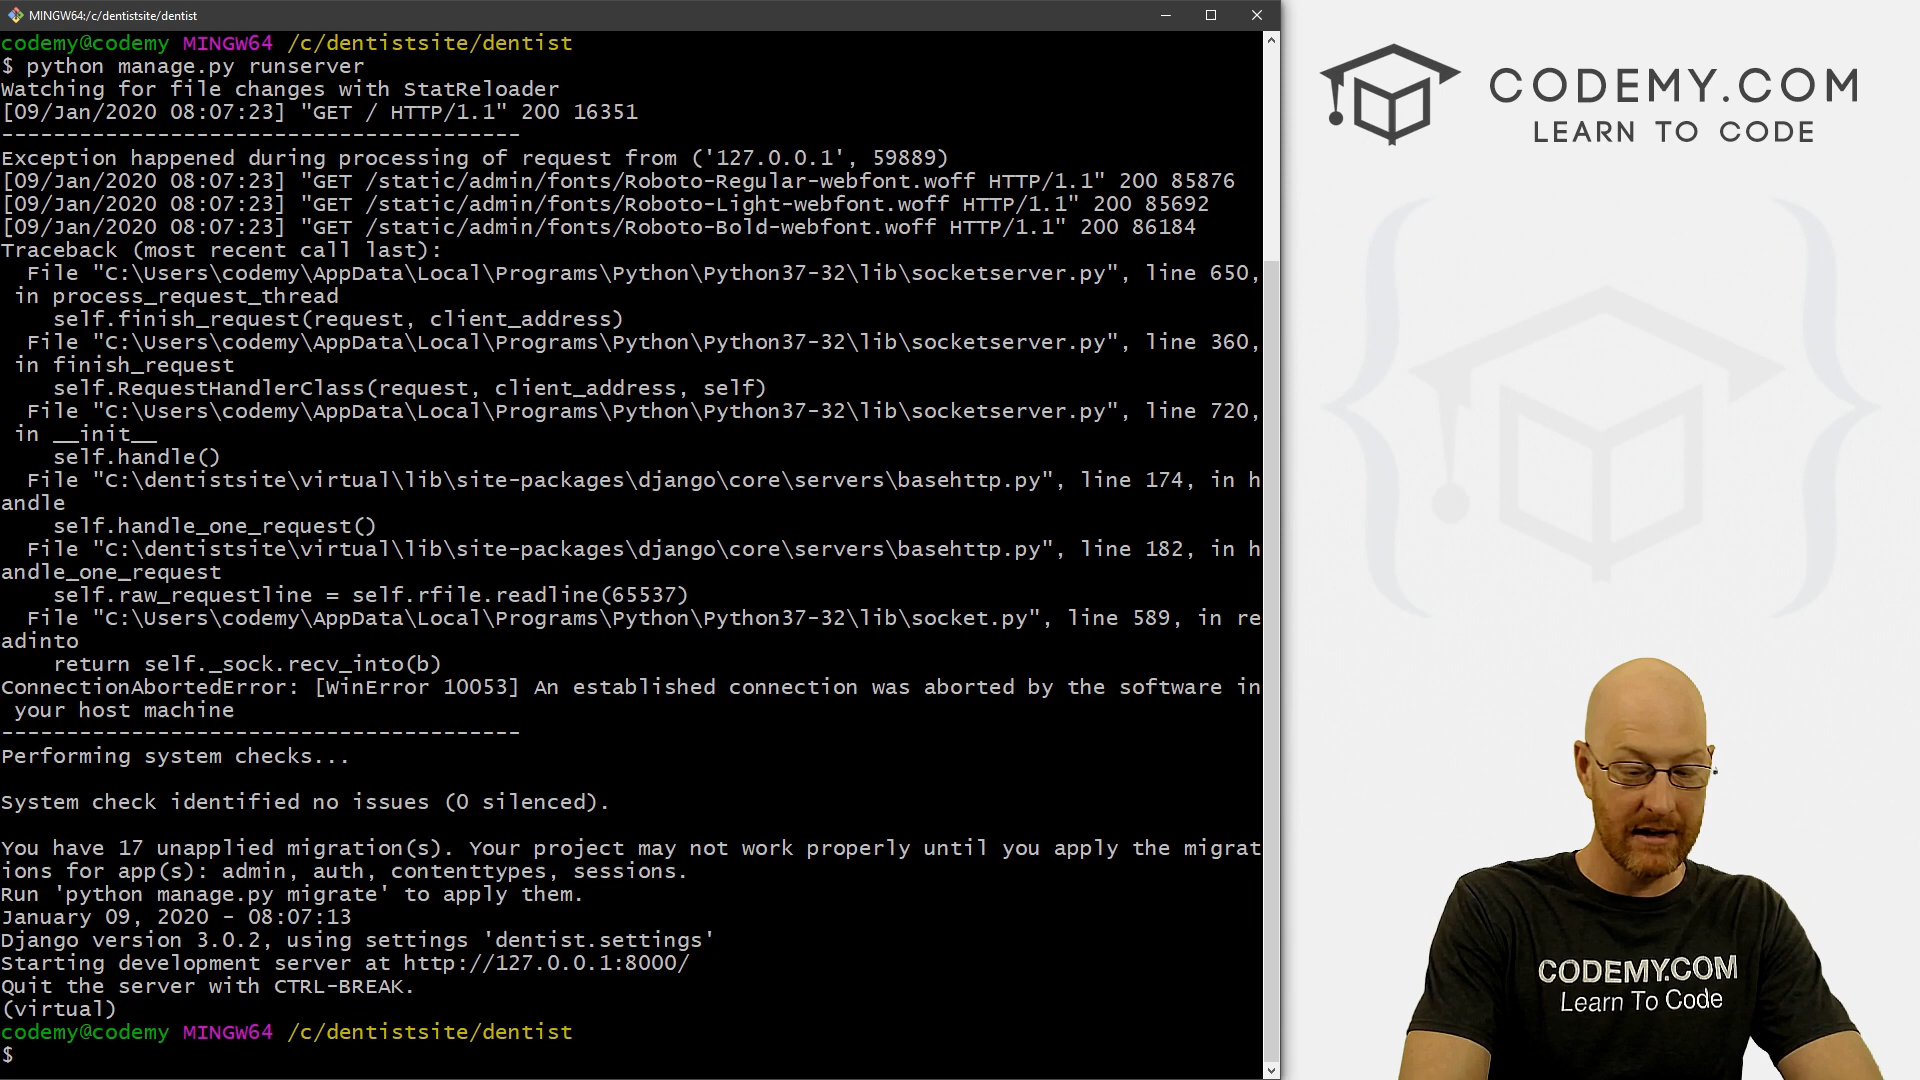 MINGW64:/c/dentistsite/dentist
codemy@codemy MINGW64 /c/dentistsite/dentist
$ python manage.py runserver
Watching for file changes with StatReloader
[09/Jan/2020 08:07:23] "GET / HTTP/1.1" 200 16351
----------------------------------------
Exception happened during processing of request from ('127.0.0.1', 59889)
[09/Jan/2020 08:07:23] "GET /static/admin/fonts/Roboto-Regular-webfont.woff HTTP/1.1" 200 85876
[09/Jan/2020 08:07:23] "GET /static/admin/fonts/Roboto-Light-webfont.woff HTTP/1.1" 200 85692
[09/Jan/2020 08:07:23] "GET /static/admin/fonts/Roboto-Bold-webfont.woff HTTP/1.1" 200 86184
Traceback (most recent call last):
  File "C:\Users\codemy\AppData\Local\Programs\Python\Python37-32\lib\socketserver.py", line 650,
 in process_request_thread
    self.finish_request(request, client_address)
  File "C:\Users\codemy\AppData\Local\Programs\Python\Python37-32\lib\socketserver.py", line 360,
 in finish_request
    self.RequestHandlerClass(request, client_address, self)
  File "C:\Users\codemy\AppData\Local\Programs\Python\Python37-32\lib\socketserver.py", line 720,
 in __init__
    self.handle()
  File "C:\dentistsite\virtual\lib\site-packages\django\core\servers\basehttp.py", line 174, in h
andle
    self.handle_one_request()
  File "C:\dentistsite\virtual\lib\site-packages\django\core\servers\basehttp.py", line 182, in h
andle_one_request
    self.raw_requestline = self.rfile.readline(65537)
  File "C:\Users\codemy\AppData\Local\Programs\Python\Python37-32\lib\socket.py", line 589, in re
adinto
    return self._sock.recv_into(b)
ConnectionAbortedError: [WinError 10053] An established connection was aborted by the software in
 your host machine
----------------------------------------
Performing system checks...
System check identified no issues (0 silenced).
You have 17 unapplied migration(s). Your project may not work properly until you apply the migrat
ions for app(s): admin, auth, contenttypes, sessions.
Run 'python manage.py migrate' to apply them.
January 09, 2020 - 08:07:13
Django version 3.0.2, using settings 'dentist.settings'
Starting development server at http://127.0.0.1:8000/
Quit the server with CTRL-BREAK.
(virtual)
codemy@codemy MINGW64 /c/dentistsite/dentist
$
CODEMY.COM
LEARN TO CODE
CODEMY.COM
Learn To Code